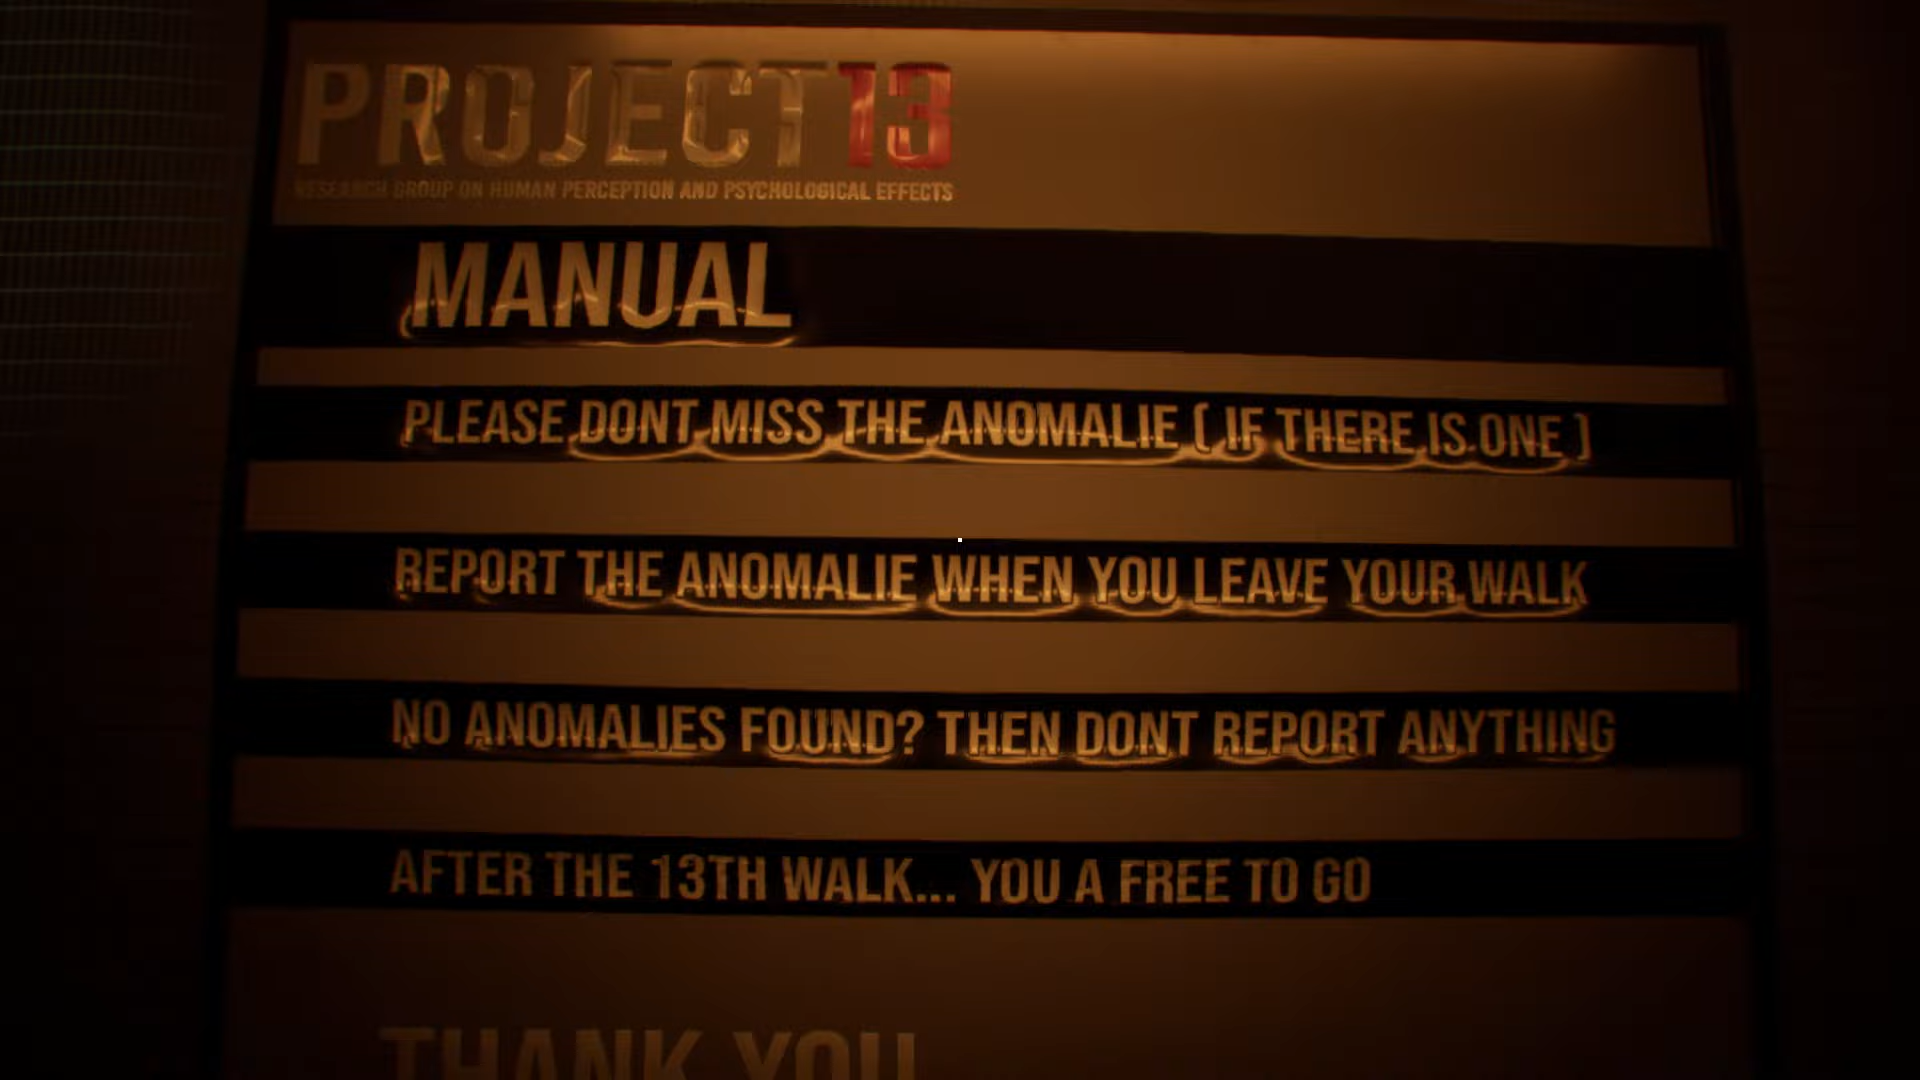 PROJECT13
RESEARCH GROUP ON HUMAN PERCEPTION AND PSYCHOLOGICAL EFFECTS
MANUAL
PLEASE DONT MISS THE ANOMALIE ( IF THERE IS ONE )
REPORT THE ANOMALIE WHEN YOU LEAVE YOUR WALK
NO ANOMALIES FOUND? THEN DONT REPORT ANYTHING
AFTER THE 13TH WALK... YOU A FREE TO GO
THANK YOU